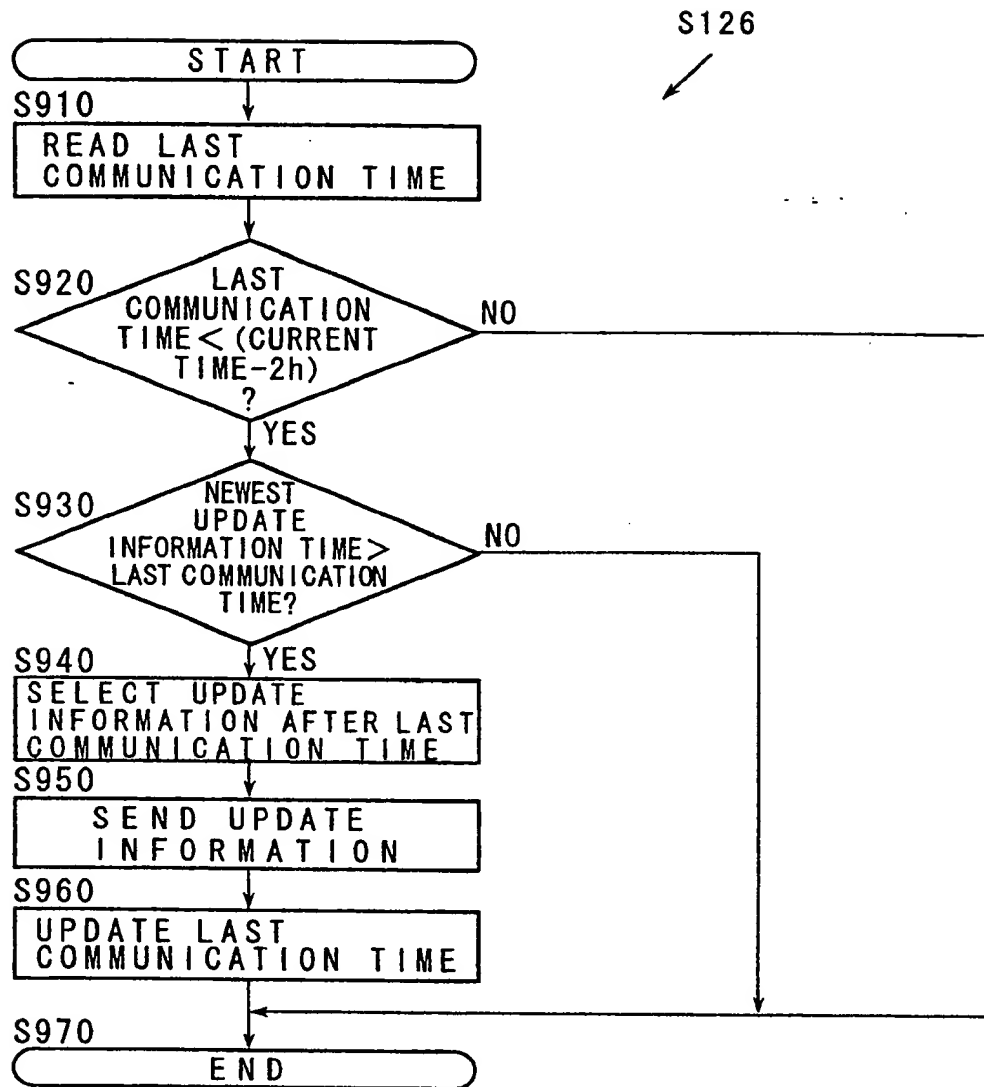 S126
START
S910
READ LAST
COMMUNICATION TIME
S920
LAST
COMMUNICATION
TIME<(CURRENT
TIME-2h)
?
NO
YES
S930
NEWEST
UPDATE
INFORMATION TIME>
LAST COMMUNICATION
TIME?
NO
YES
S940
SELECT UPDATE
INFORMATION AFTER LAST
COMMUNICATION TIME
S950
SEND UPDATE
INFORMATION
S960
UPDATE LAST
COMMUNICATION TIME
S970
END